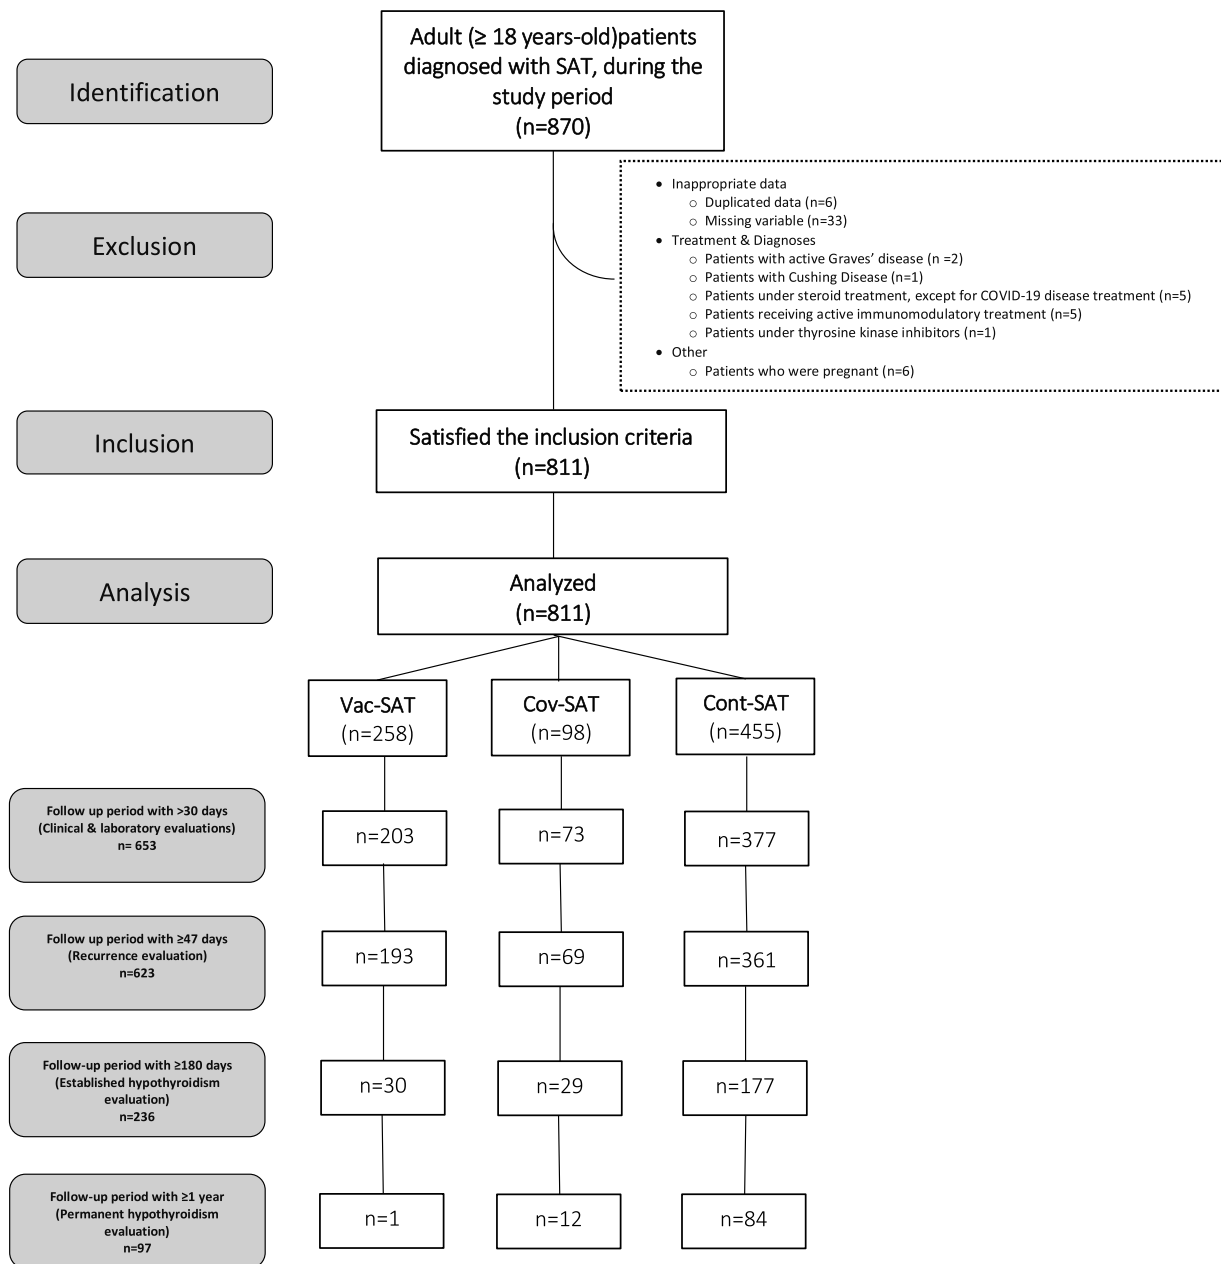 Identification
Adult (≥ 18 years-old)patients
diagnosed with SAT, during the
study period
(n=870)
Exclusion
• Inappropriate data
○ Duplicated data (n=6)
○ Missing variable (n=33)
• Treatment & Diagnoses
○ Patients with active Graves’ disease (n =2)
○ Patients with Cushing Disease (n=1)
○ Patients under steroid treatment, except for COVID-19 disease treatment (n=5)
○ Patients receiving active immunomodulatory treatment (n=5)
○ Patients under thyrosine kinase inhibitors (n=1)
• Other
○ Patients who were pregnant (n=6)
Inclusion
Satisfied the inclusion criteria
(n=811)
Analysis
Analyzed
(n=811)
Vac-SAT
(n=258)
Cov-SAT
(n=98)
Cont-SAT
(n=455)
Follow up period with >30 days
(Clinical & laboratory evaluations)
n= 653
n=203
n=73
n=377
Follow up period with ≥47 days
(Recurrence evaluation)
n=623
n=193
n=69
n=361
Follow-up period with ≥180 days
(Established hypothyroidism
evaluation)
n=236
n=30
n=29
n=177
Follow-up period with ≥1 year
(Permanent hypothyroidism
evaluation)
n=97
n=1
n=12
n=84